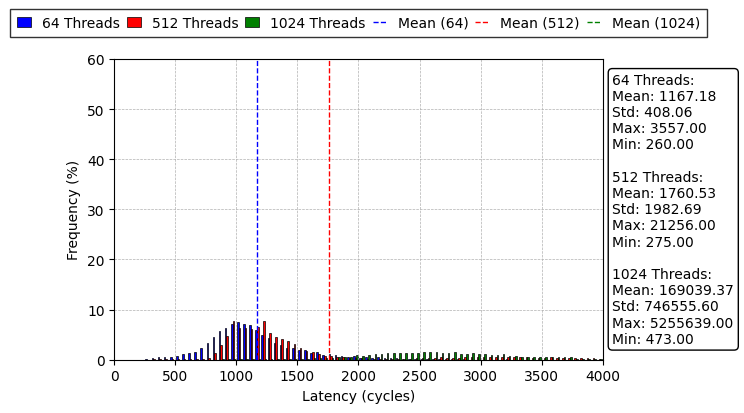 64 Threads 512 Threads 1024 Threads Mean (64) Mean (512) Mean (1024)
60
50
40
30
20
10
0
Frequency (%)
0 500 1000 1500 2000 2500 3000 3500 4000
Latency (cycles)
64 Threads:
Mean: 1167.18
Std: 408.06
Max: 3557.00
Min: 260.00
512 Threads:
Mean: 1760.53
Std: 1982.69
Max: 21256.00
Min: 275.00
1024 Threads:
Mean: 169039.37
Std: 746555.60
Max: 5255639.00
Min: 473.00